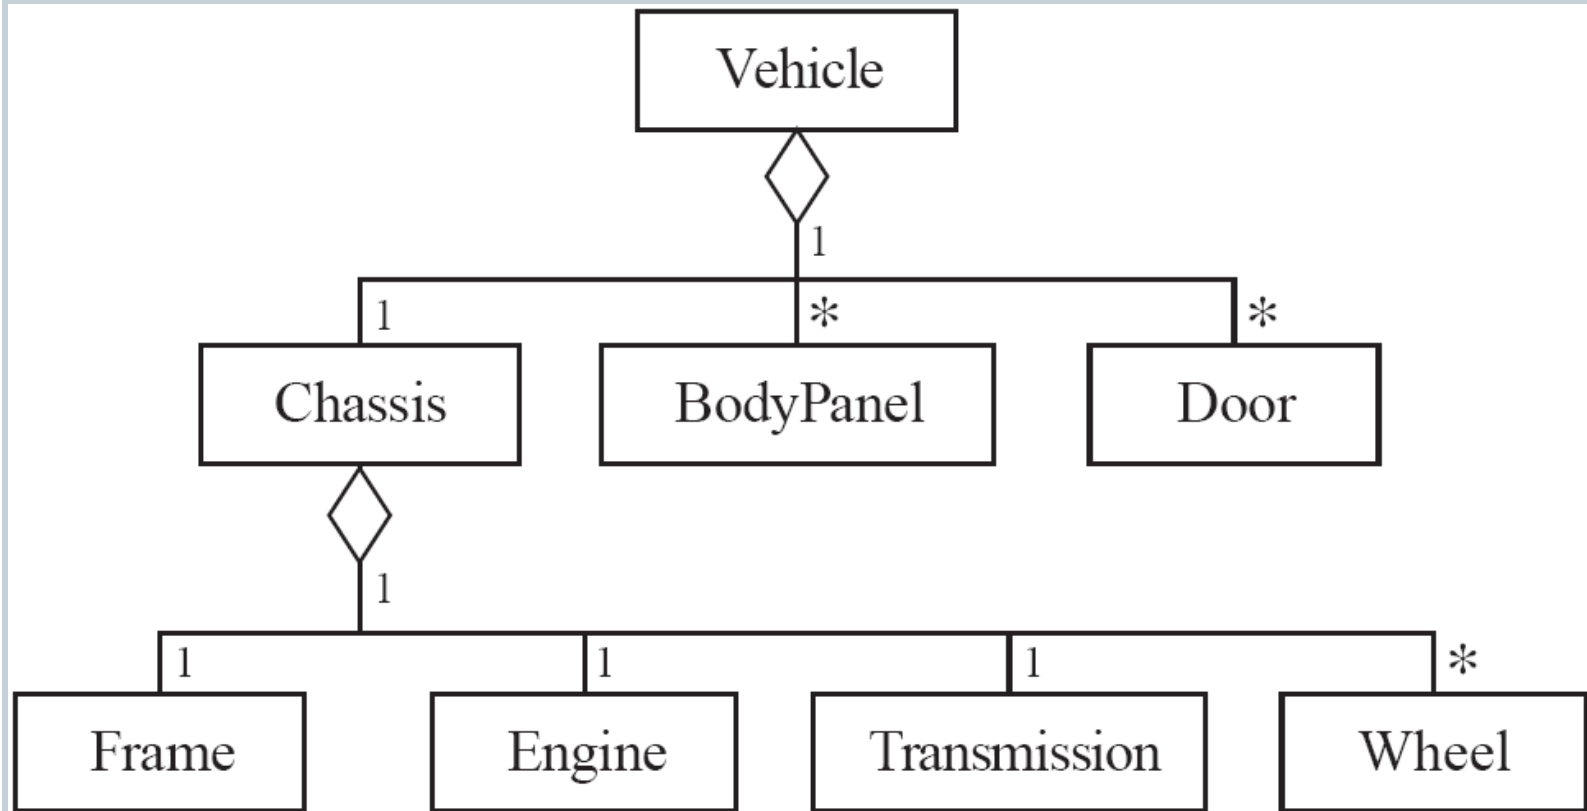 Vehicle
1
1 * *
Chassis BodyPanel Door
1
1 1 1 *
Frame Engine Transmission Wheel